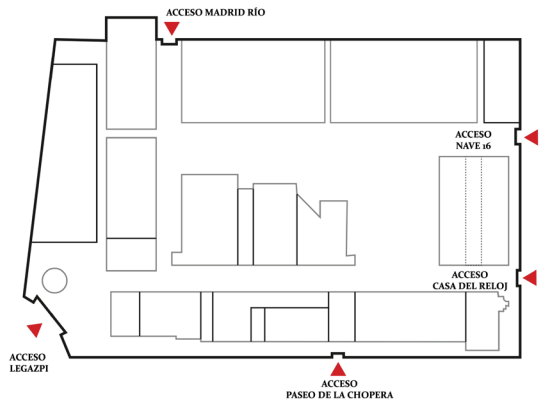 ACCESO MADRID RÍO
ACCESO
NAVE 16
ACCESO
CASA DEL RELOJ
ACCESO
LEGAZPI
ACCESO
PASEO DE LA CHOPERA